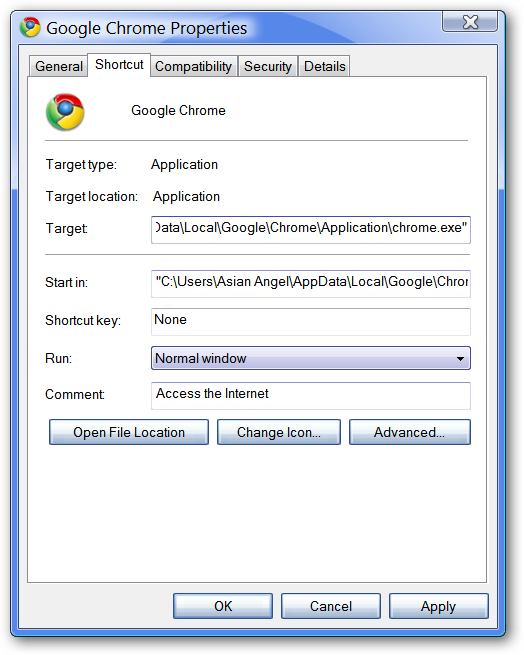 Google Chrome Properties
General Shortcut Compatibility Security Details
Google Chrome
Target type: Application
Target location: Application
Target: Data\Local\Google\Chrome\Application\chrome.exe"
Start in: "C:\Users\Asian Angel\AppData\Local\Google\Chron
Shortcut key: None
Run: Normal window
Comment: Access the Internet
Open File Location Change Icon... Advanced...
OK Cancel Apply